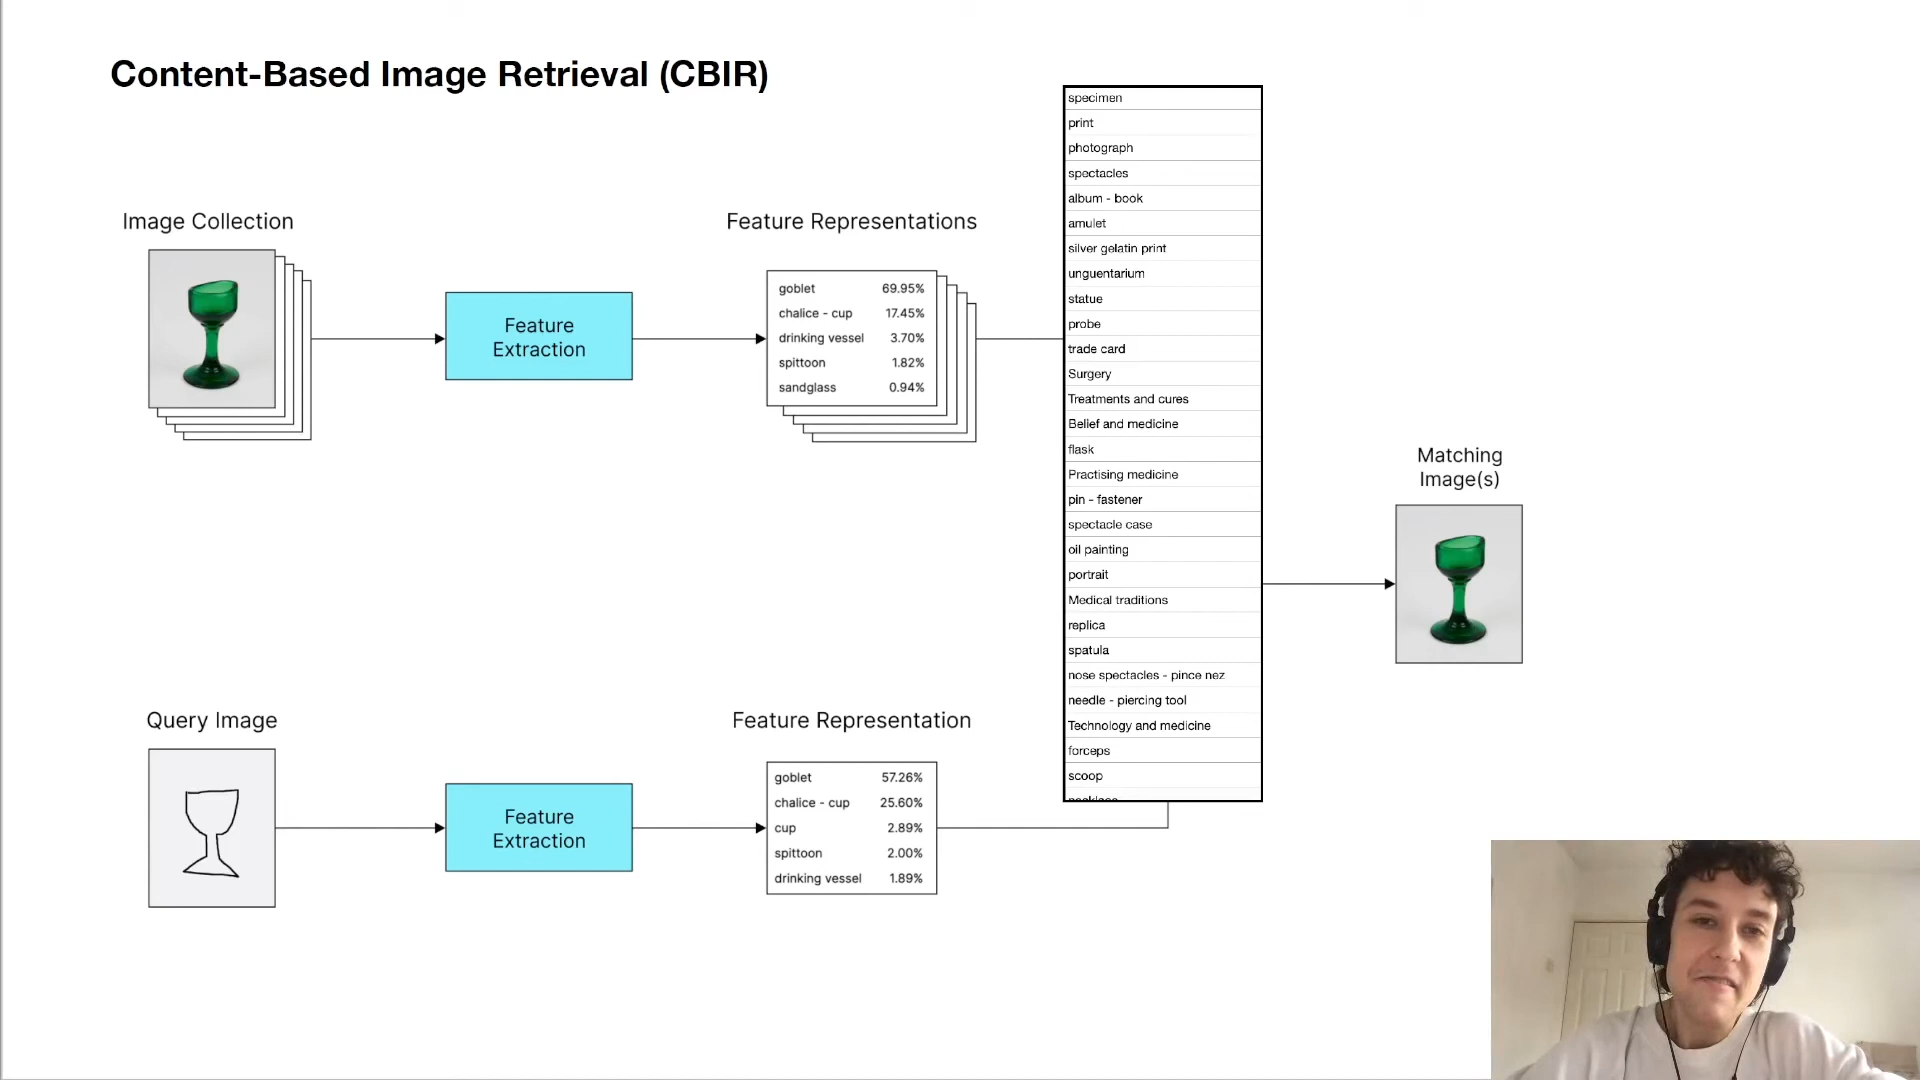 Content-Based Image Retrieval (CBIR)
Image Collection
Feature
Extraction
Feature Representations
goblet 69.95%
chalice - cup 17.45%
drinking vessel 3.70%
spittoon 1.82%
sandglass 0.94%
specimen
print
photograph
spectacles
album - book
amulet
silver gelatin print
unguentarium
statue
probe
trade card
Surgery
Treatments and cures
Belief and medicine
flask
Practising medicine
pin - fastener
spectacle case
oil painting
portrait
Medical traditions
replica
spatula
nose spectacles - pince nez
needle - piercing tool
Technology and medicine
forceps
scoop
Matching
Image(s)
Query Image
Feature
Extraction
Feature Representation
goblet 57.26%
chalice - cup 25.60%
cup 2.89%
spittoon 2.00%
drinking vessel 1.89%